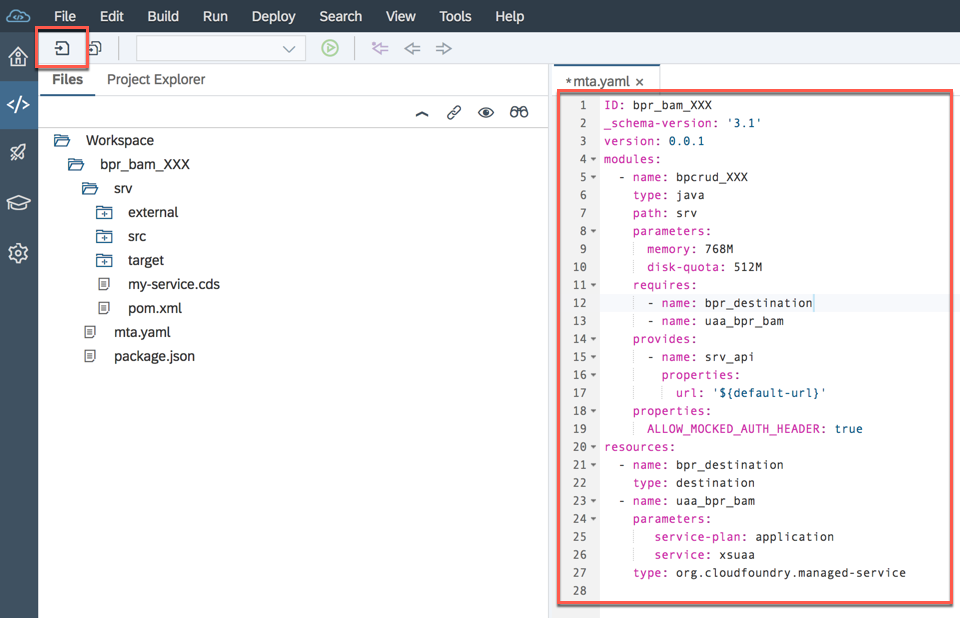 File Edit Build Run Deploy Search View Tools Help
Files Project Explorer
Workspace
bpr_bam_XXX
srv
external
src
target
my-service.cds
pom.xml
mta.yaml
package.json
*mta.yaml ×
1 ID: bpr_bam_XXX
2 _schema-version: '3.1'
3 version: 0.0.1
4 modules:
5 - name: bpcrud_XXX
6 type: java
7 path: srv
8 parameters:
9 memory: 768M
10 disk-quota: 512M
11 requires:
12 - name: bpr_destination
13 - name: uaa_bpr_bam
14 provides:
15 - name: srv_api
16 properties:
17 url: '${default-url}'
18 properties:
19 ALLOW_MOCKED_AUTH_HEADER: true
20 resources:
21 - name: bpr_destination
22 type: destination
23 - name: uaa_bpr_bam
24 parameters:
25 service-plan: application
26 service: xsuaa
27 type: org.cloudfoundry.managed-service
28